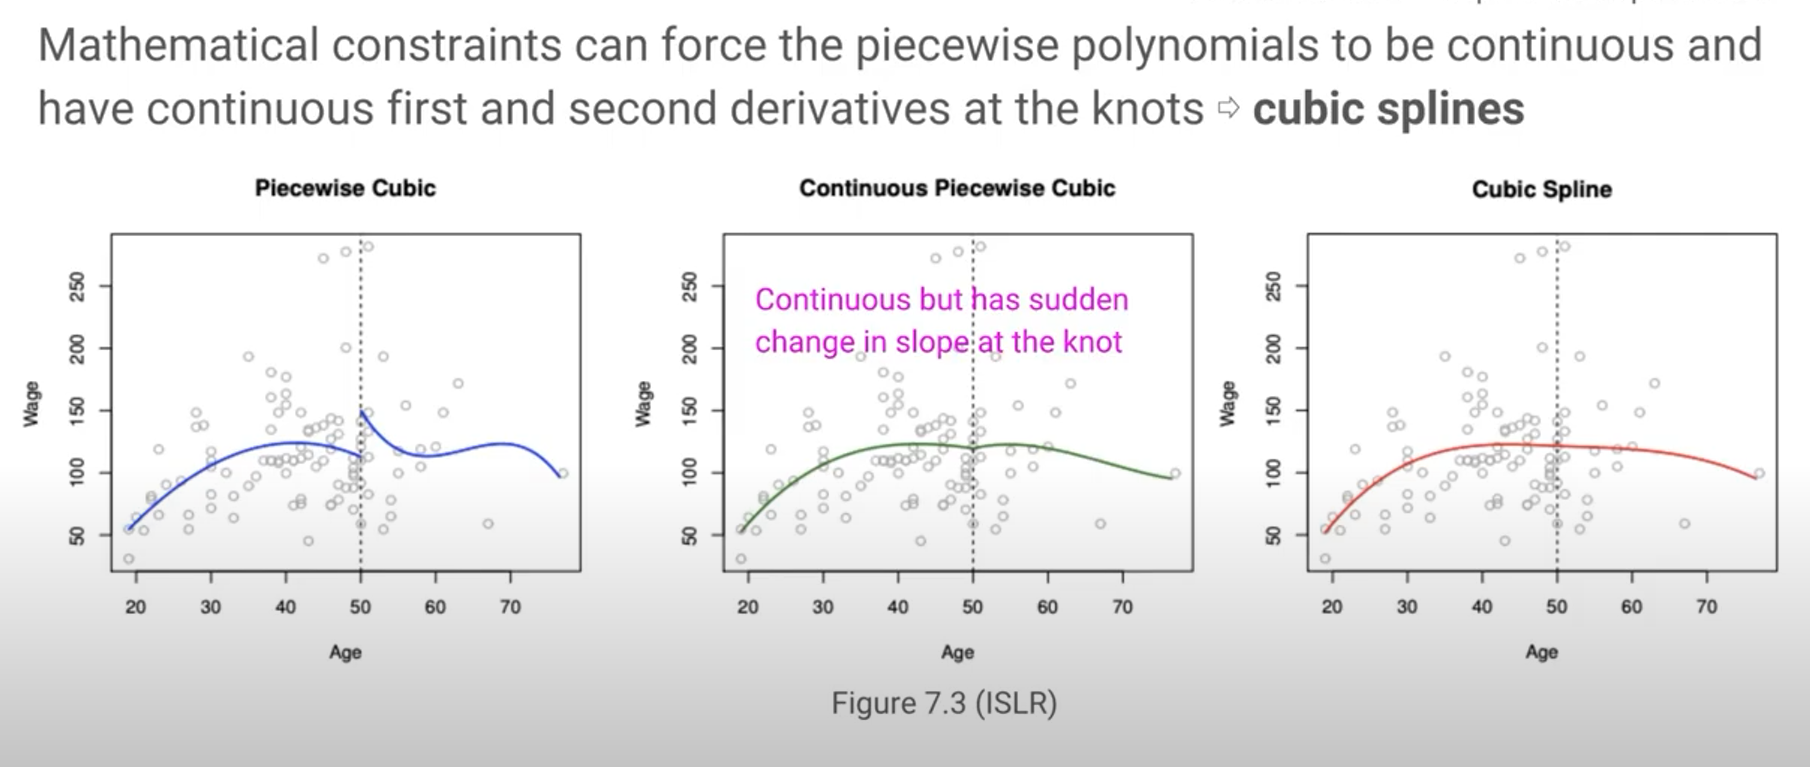 Mathematical constraints can force the piecewise polynomials to be continuous and
have continuous first and second derivatives at the knots ⇨ cubic splines
Piecewise Cubic
Wage
250
200
150
100
50
20 30 40 50 60 70
Age
Continuous Piecewise Cubic
Continuous but has sudden
change in slope at the knot
Wage
250
200
150
100
50
20 30 40 50 60 70
Age
Cubic Spline
Wage
250
200
150
100
50
20 30 40 50 60 70
Age
Figure 7.3 (ISLR)